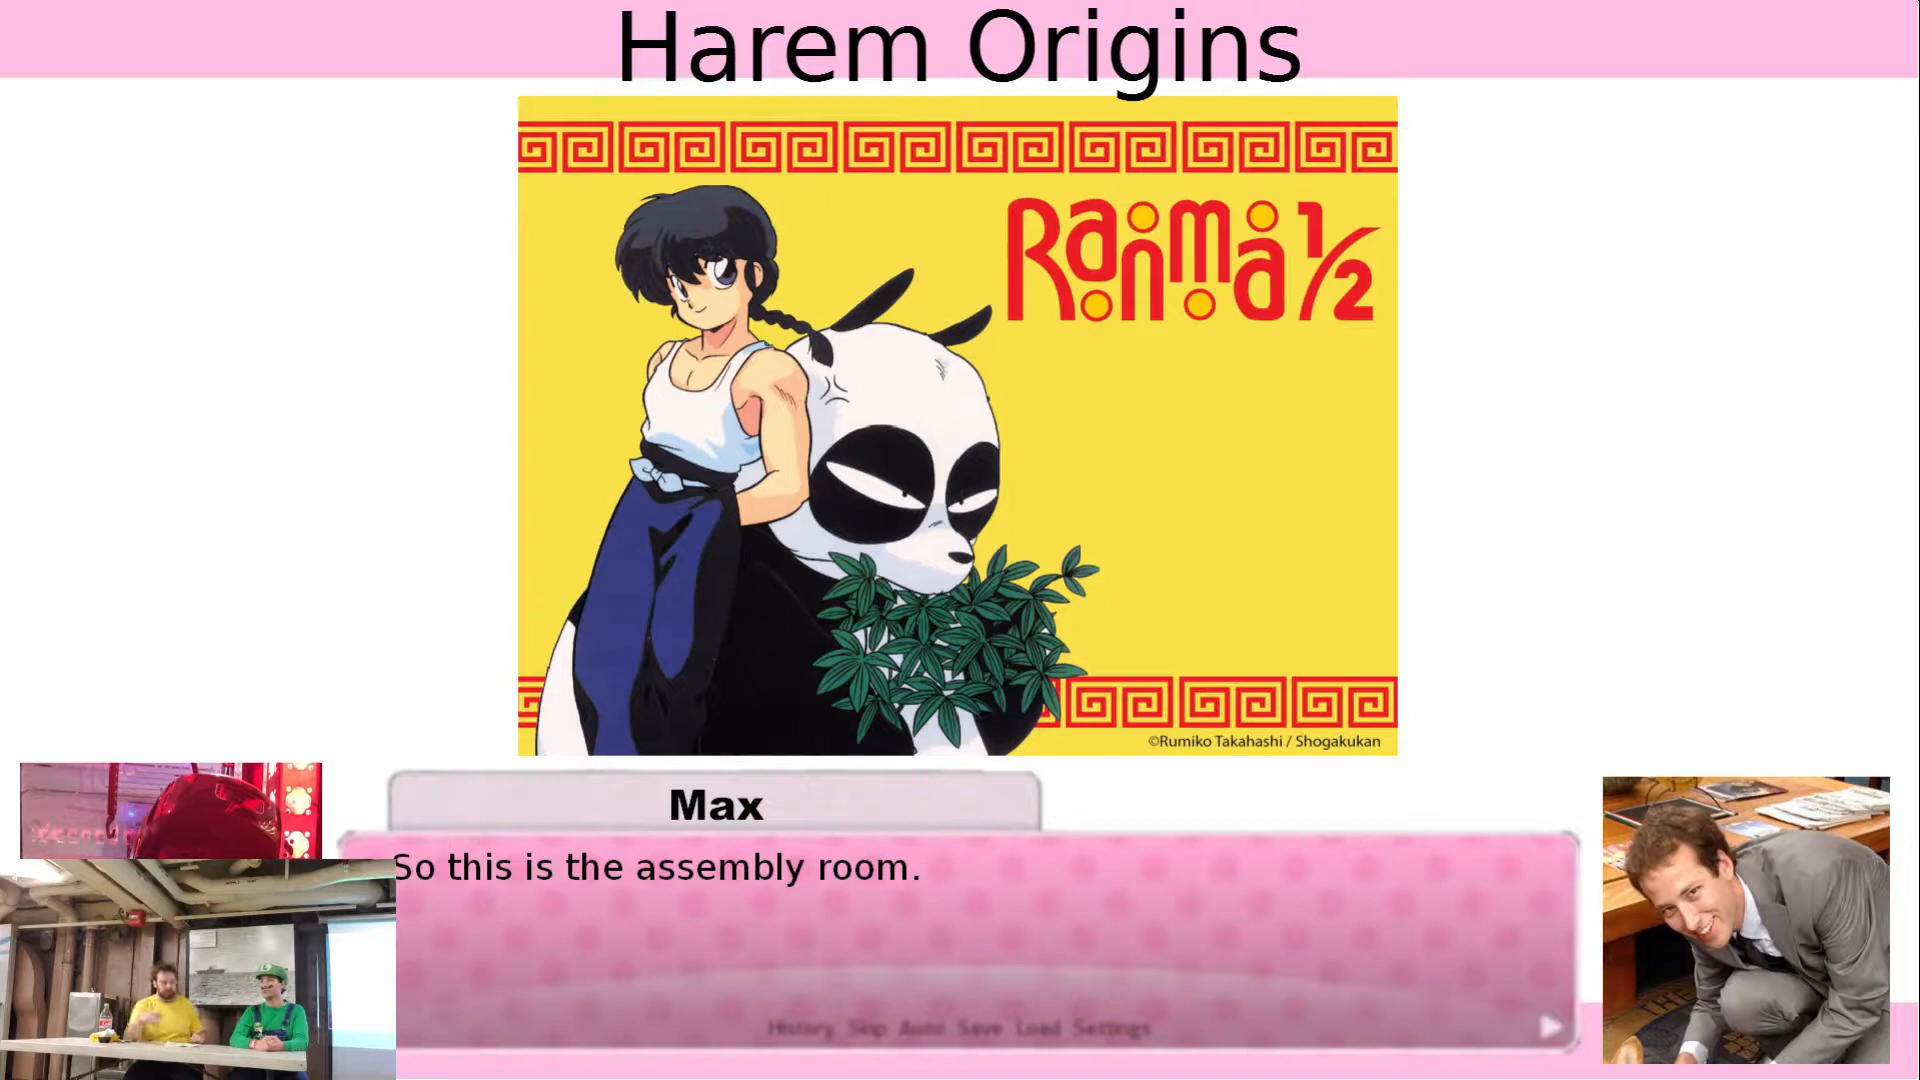 Harem Origins
Ranma 1/2
©Rumiko Takahashi / Shogakukan
Max
So this is the assembly room.
History Skip Auto Save Load Settings